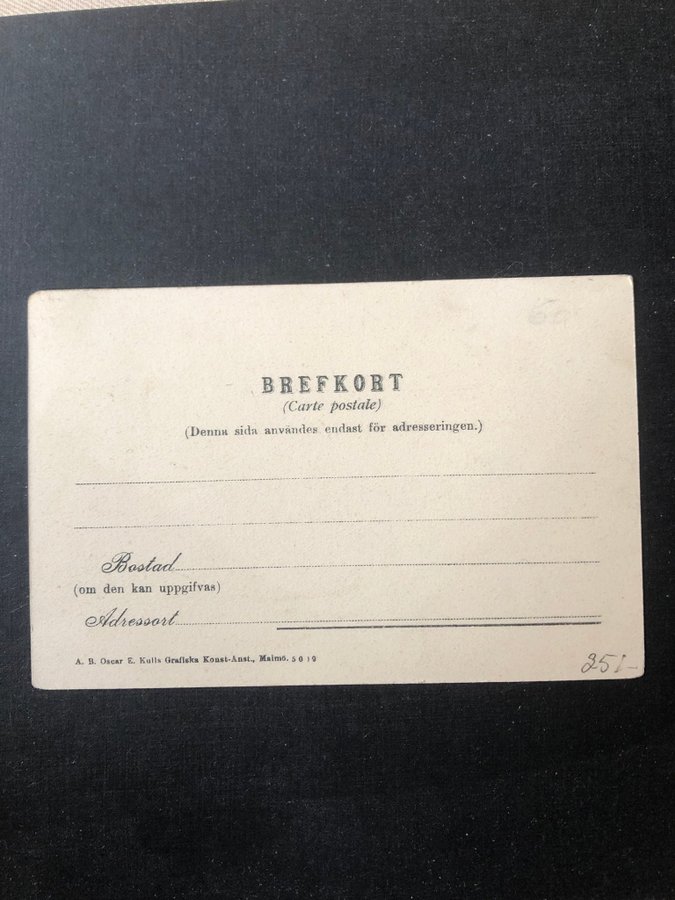 60
BREFKORT
(Carte postale)
(Denna sida användes endast för adresseringen.)
Bostad
(om den kan uppgifvas)
Adressort
A. B. Oscar E. Kulls Grafiska Konst-Anst., Malmö. 5619
25:-